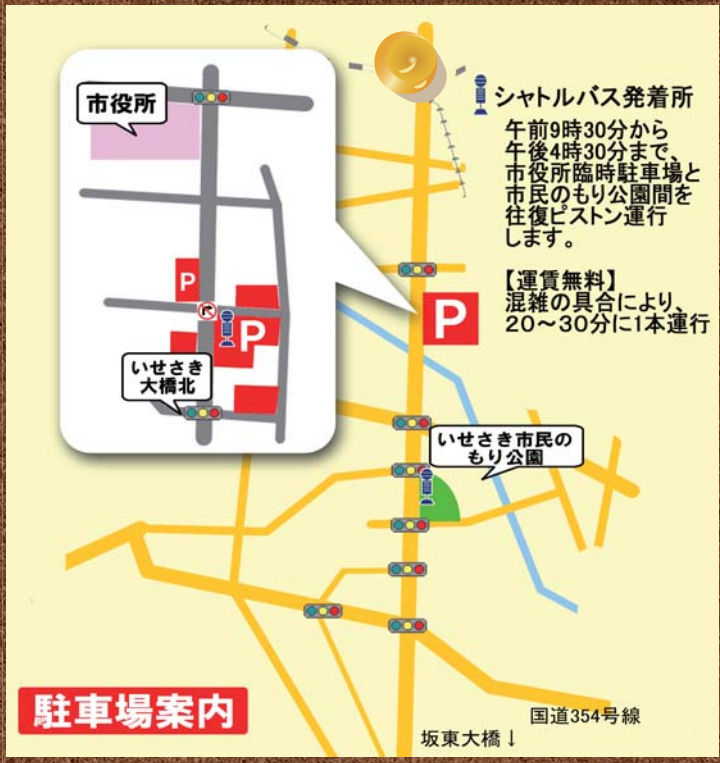 シャトルバス発着所
午前9時30分から
午後4時30分まで、
市役所臨時駐車場と
市民のもり公園間を
往復ピストン運行
します。
【運賃無料】
混雑の具合により、
20～30分に1本運行
市役所
P
P
いせさき
大橋北
P
いせさき市民の
もり公園
駐車場案内
国道354号線
坂東大橋↓